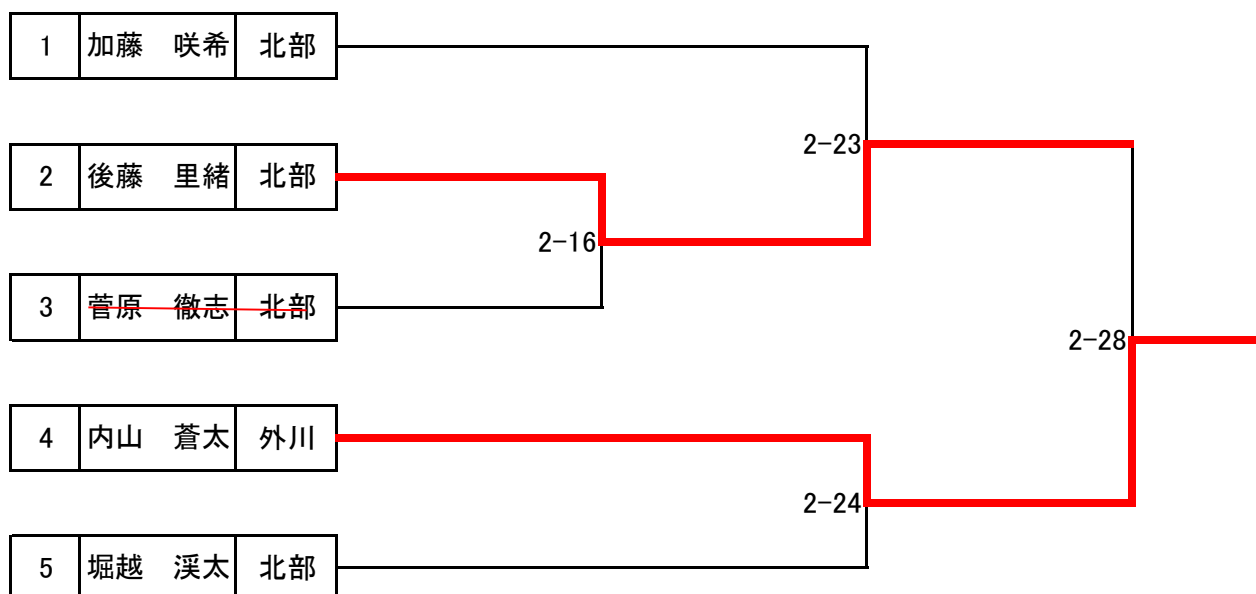 1 加藤　咲希 北部
2-23
2 後藤　里緒 北部
2-16
3 菅原　徹志 北部
2-28
4 内山　蒼太 外川
2-24
5 堀越　渓太 北部